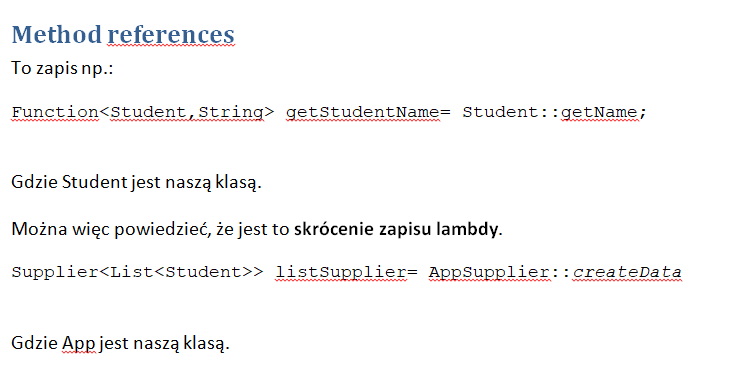 Method references
To zapis np.:
Function<Student,String> getStudentName= Student::getName;
Gdzie Student jest naszą klasą.
Można więc powiedzieć, że jest to skrócenie zapisu lambdy.
Supplier<List<Student>> listSupplier= AppSupplier::createData
Gdzie App jest naszą klasą.